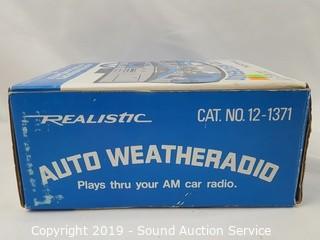 REALISTIC
CAT. NO. 12-1371
AUTO WEATHERADIO
Plays thru your AM car radio.
Copyright 2019 - Sound Auction Service